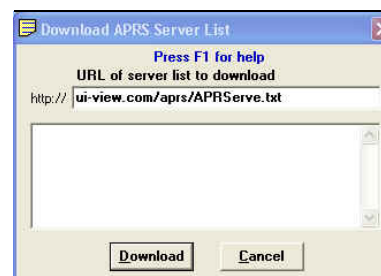 Download APRS Server List
Press F1 for help
URL of server list to download
http:// ui-view.com/aprs/APRServe.txt
Download Cancel